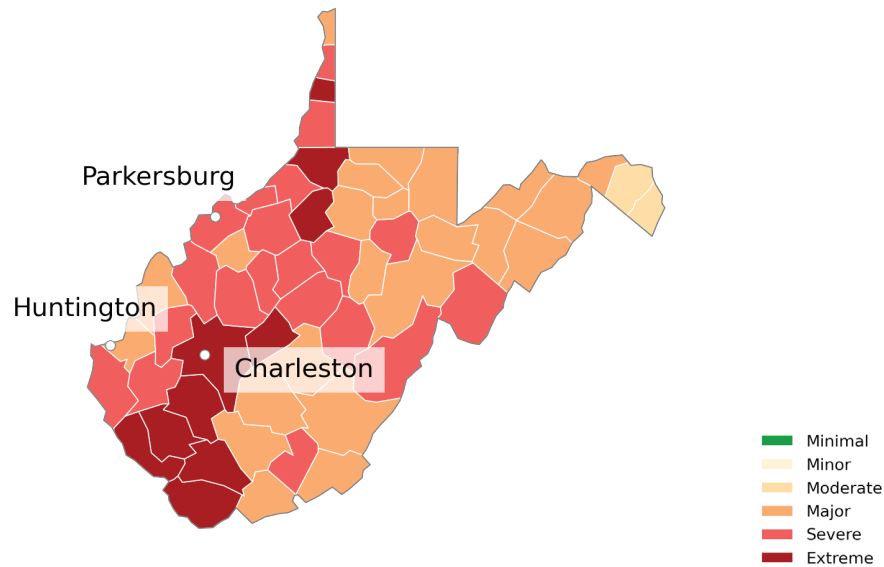 Parkersburg
Huntington
Charleston
Minimal
Minor
Moderate
Major
Severe
Extreme